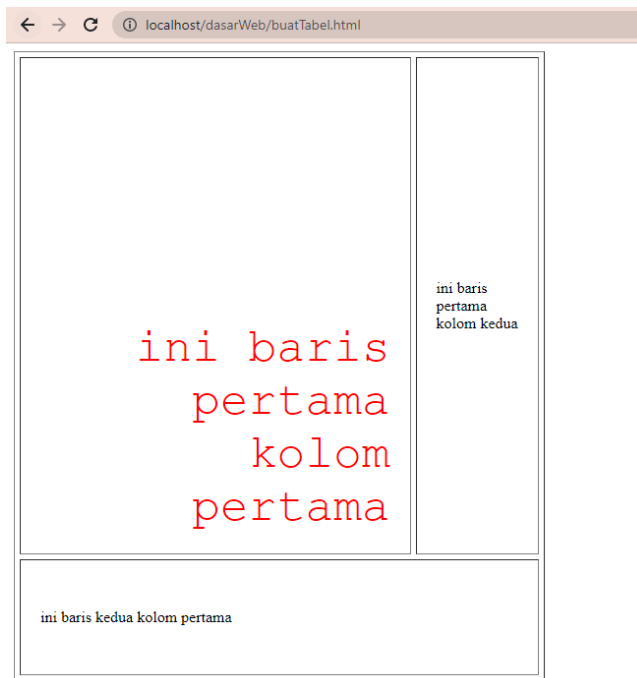 localhost/dasarWeb/buatTabel.html
ini baris
pertama
kolom
pertama
ini baris
pertama
kolom kedua
ini baris kedua kolom pertama